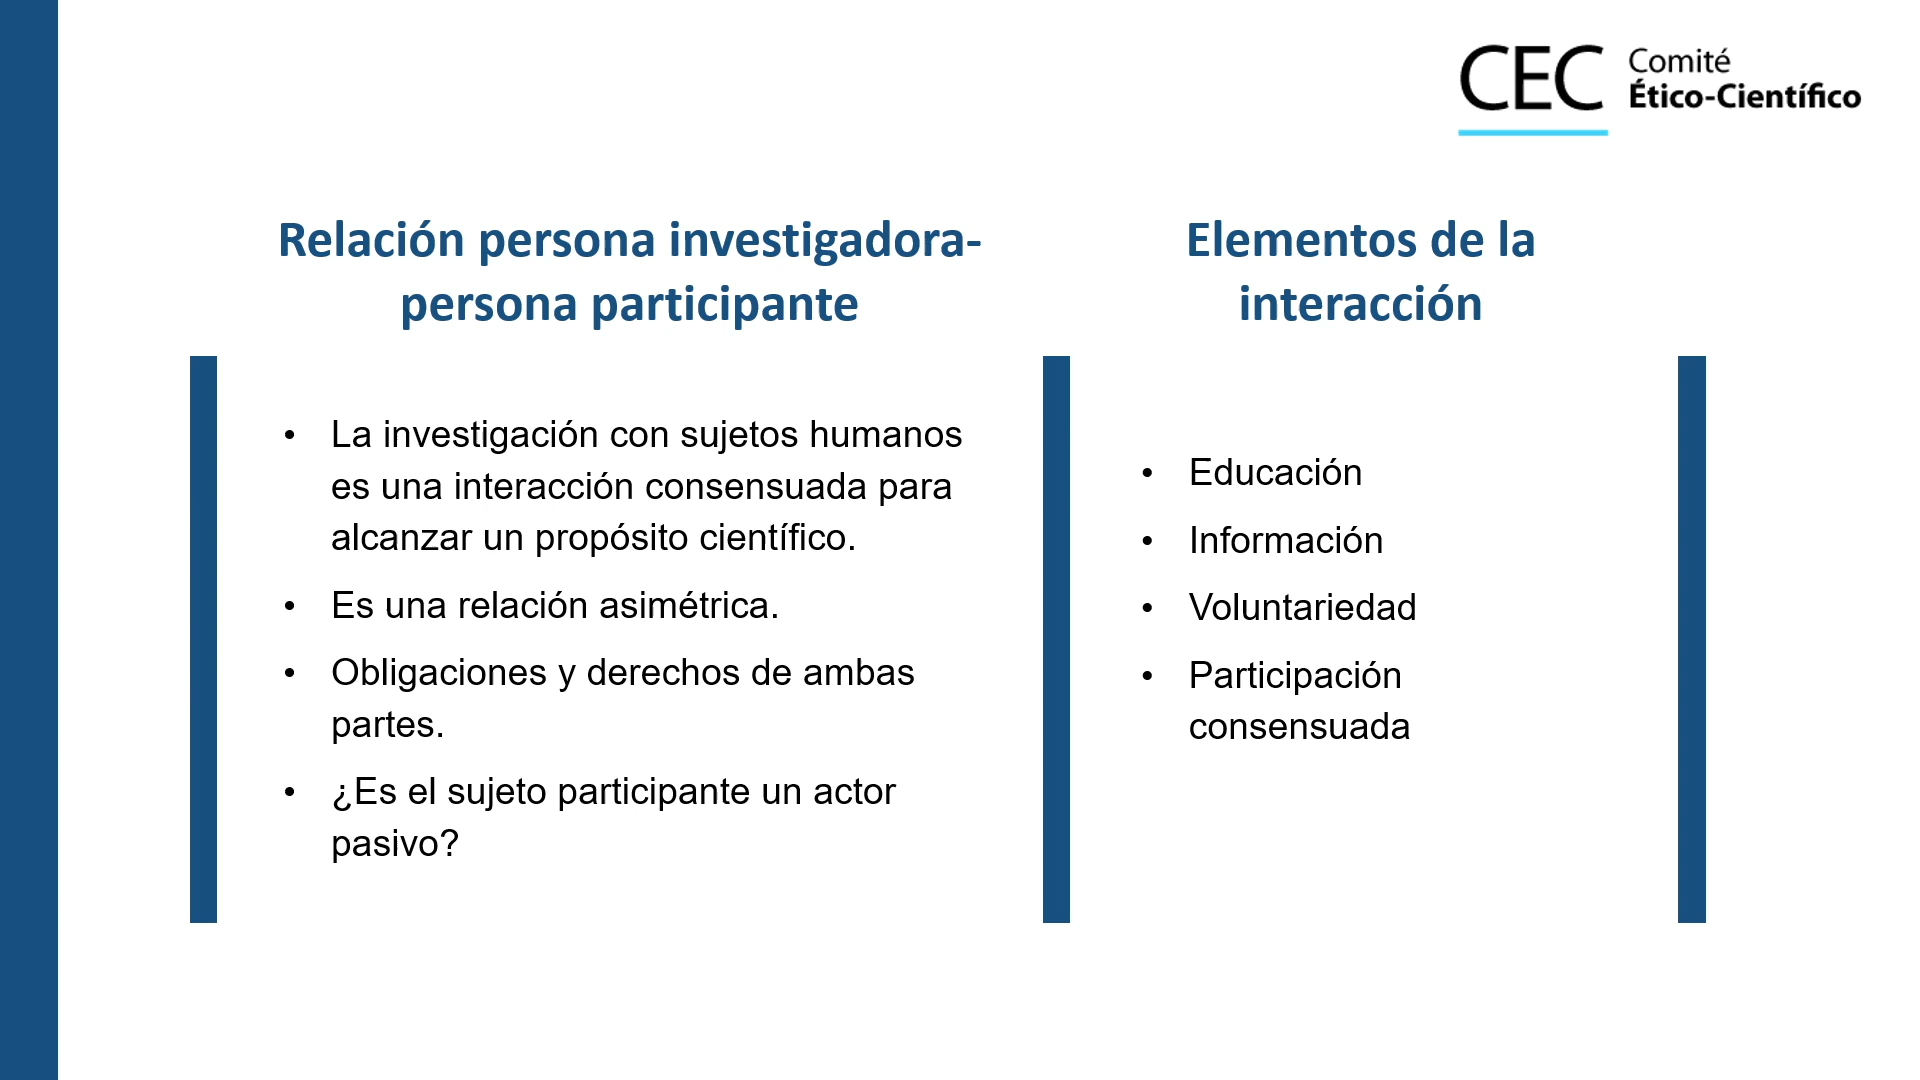 CEC
Comité
Ético-Científico
Relación persona investigadora-
persona participante
• La investigación con sujetos humanos
es una interacción consensuada para
alcanzar un propósito científico.
• Es una relación asimétrica.
• Obligaciones y derechos de ambas
partes.
• ¿Es el sujeto participante un actor
pasivo?
Elementos de la
interacción
• Educación
• Información
• Voluntariedad
• Participación
consensuada